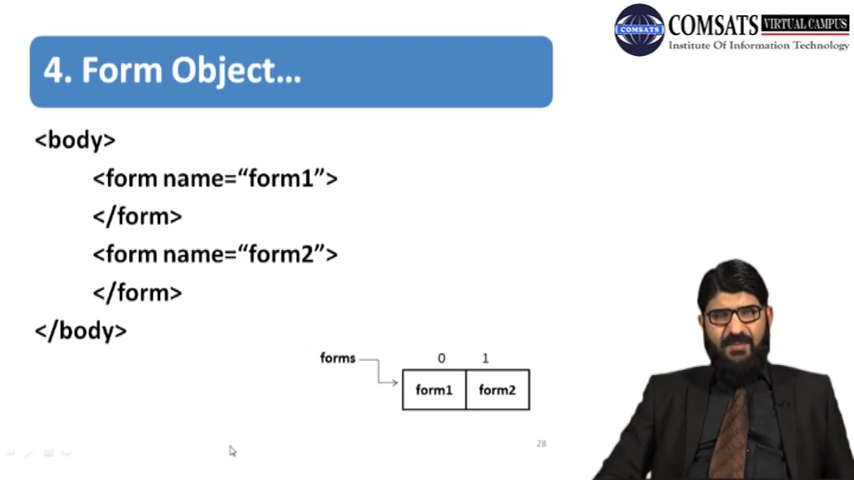 COMSATS VIRTUAL CAMPUS
COMSATS
Institute Of Information Technology
4. Form Object...
<body>
<form name=“form1”>
</form>
<form name=“form2”>
</form>
</body>
forms 0 1
form1 form2
28